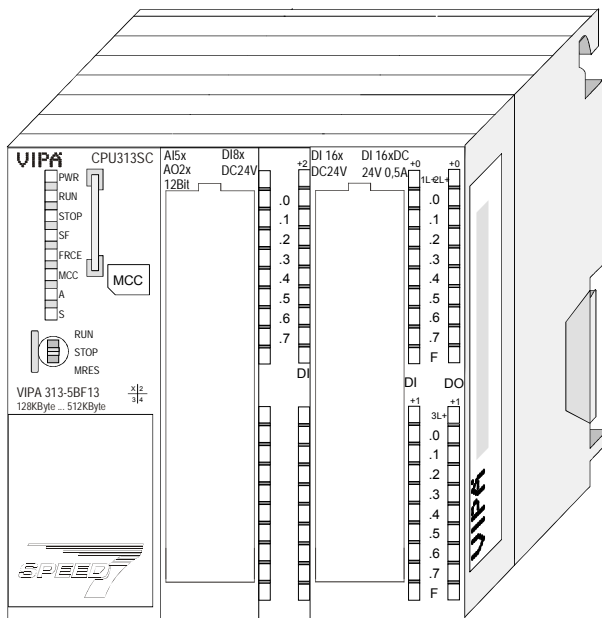 VIPA CPU313SC
PWR
RUN
STOP
SF
FRCE
MCC
A
S
MCC
RUN
STOP
MRES
VIPA 313-5BF13
X 2
3 4
128KByte ... 512KByte
SPEED7
AI5x DI8x
AO2x DC24V
12Bit
+2
.0
.1
.2
.3
.4
.5
.6
.7
DI
DI 16x DI 16xDC
DC24V 24V 0,5A
+0 +0
1L+2L+
.0
.1
.2
.3
.4
.5
.6
.7
F
DI DO
+1 +1
3L+
.0
.1
.2
.3
.4
.5
.6
.7
F
VIPA